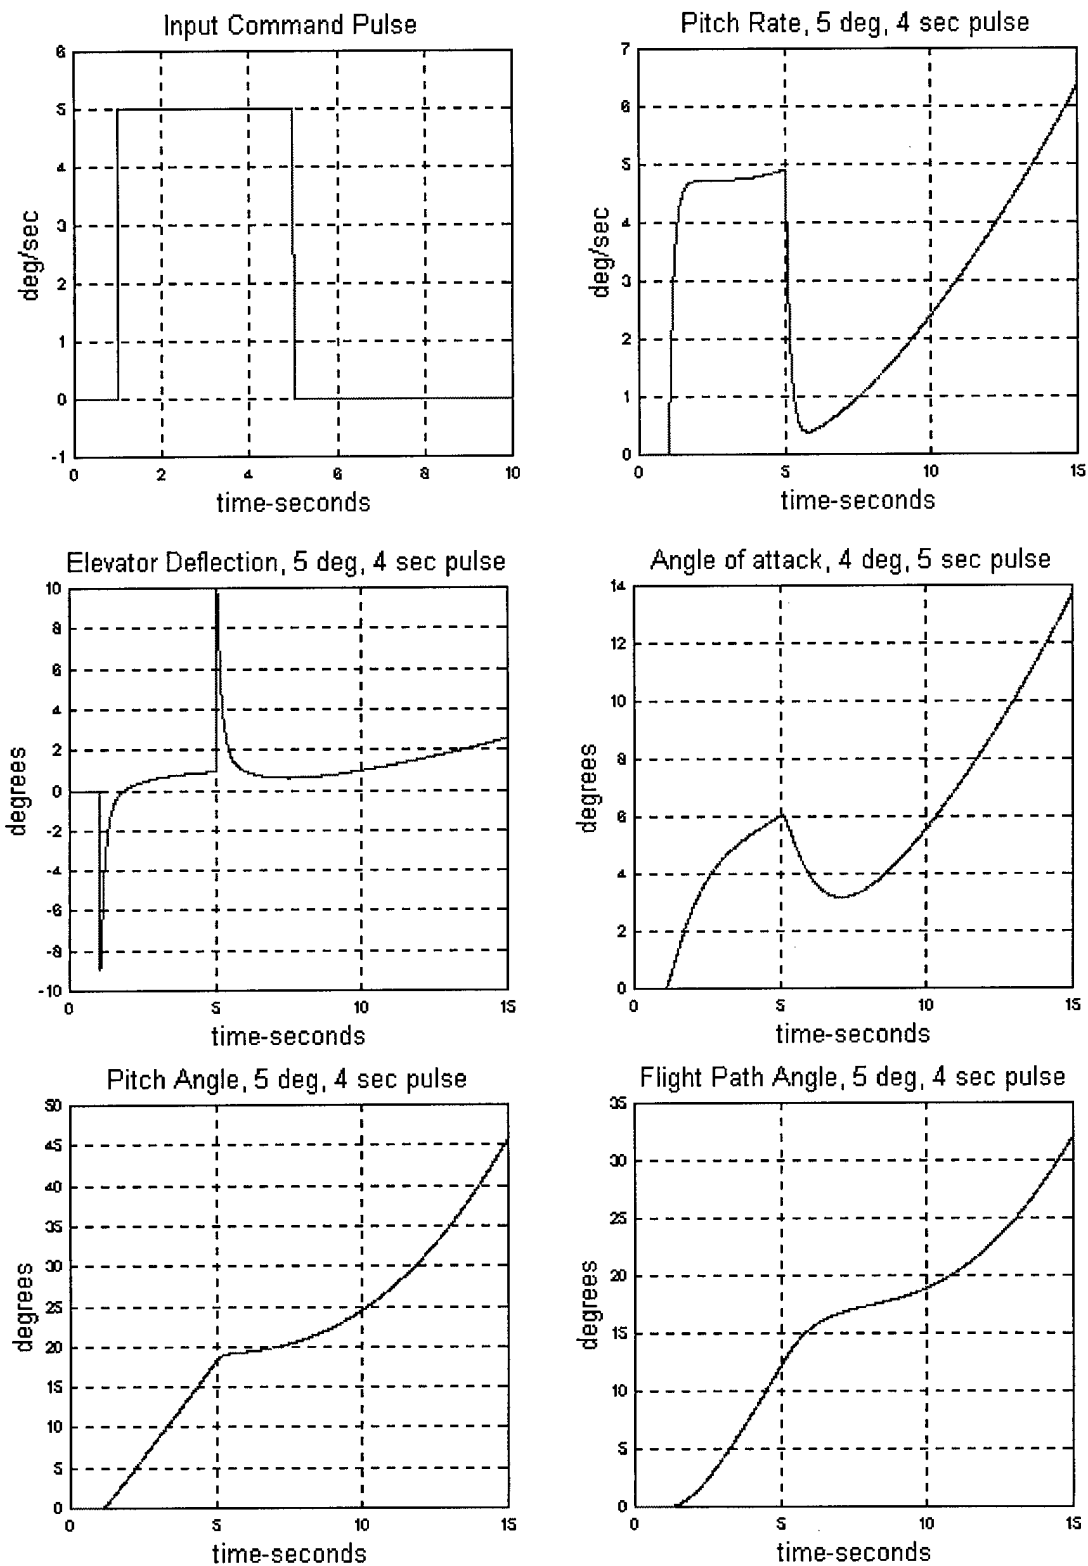 Input Command Pulse
6
5
4
3
2
1
0
-1
deg/sec
0 2 4 6 8 10
time-seconds
Pitch Rate, 5 deg, 4 sec pulse
7
6
5
4
3
2
1
0
deg/sec
0 5 10 15
time-seconds
Elevator Deflection, 5 deg, 4 sec pulse
10
8
6
4
2
0
-2
-4
-6
-8
-10
degrees
0 5 10 15
time-seconds
Angle of attack, 4 deg, 5 sec pulse
14
12
10
8
6
4
2
0
degrees
0 5 10 15
time-seconds
Pitch Angle, 5 deg, 4 sec pulse
50
45
40
35
30
25
20
15
10
5
0
degrees
0 5 10 15
time-seconds
Flight Path Angle, 5 deg, 4 sec pulse
35
30
25
20
15
10
5
0
degrees
0 5 10 15
time-seconds